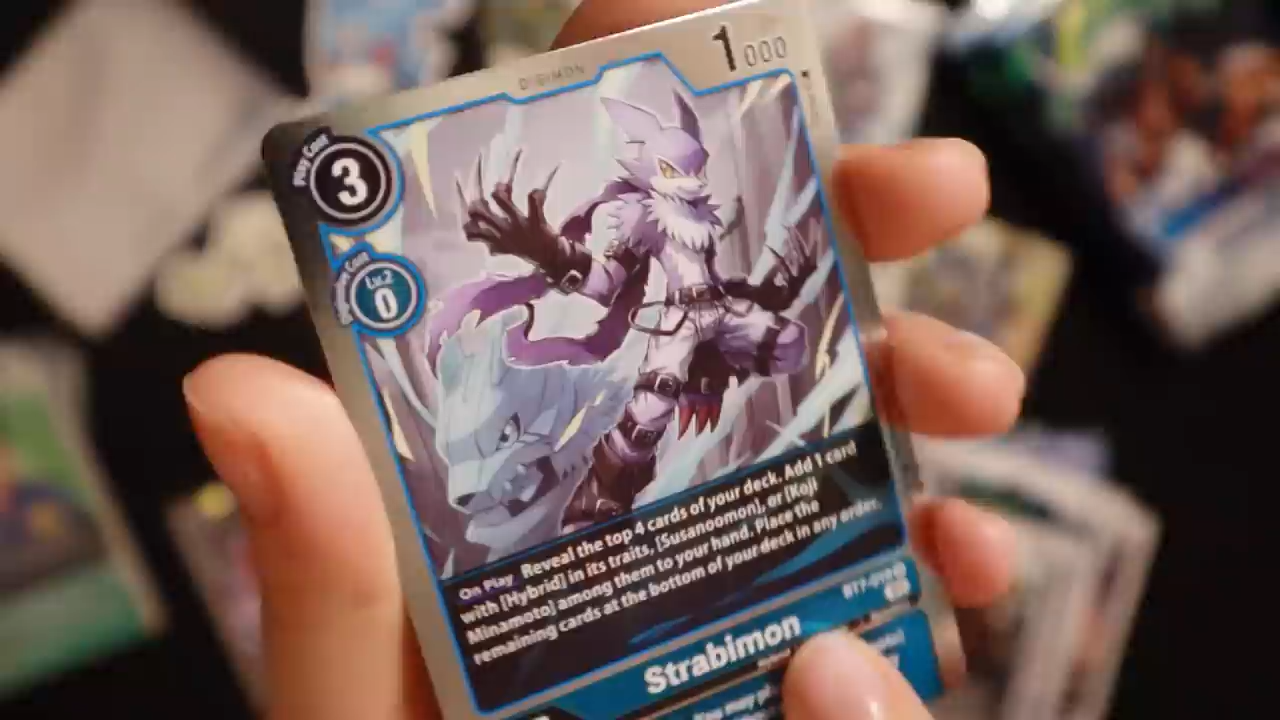 DIGIMON
1000
Play Cost
3
Lv.2
0
On Play Reveal the top 4 cards of your deck. Add 1 card
with [Hybrid] in its traits, [Susanoomon], or [Koji
Minamoto] among them to your hand. Place the
remaining cards at the bottom of your deck in any order.
Strabimon
You may